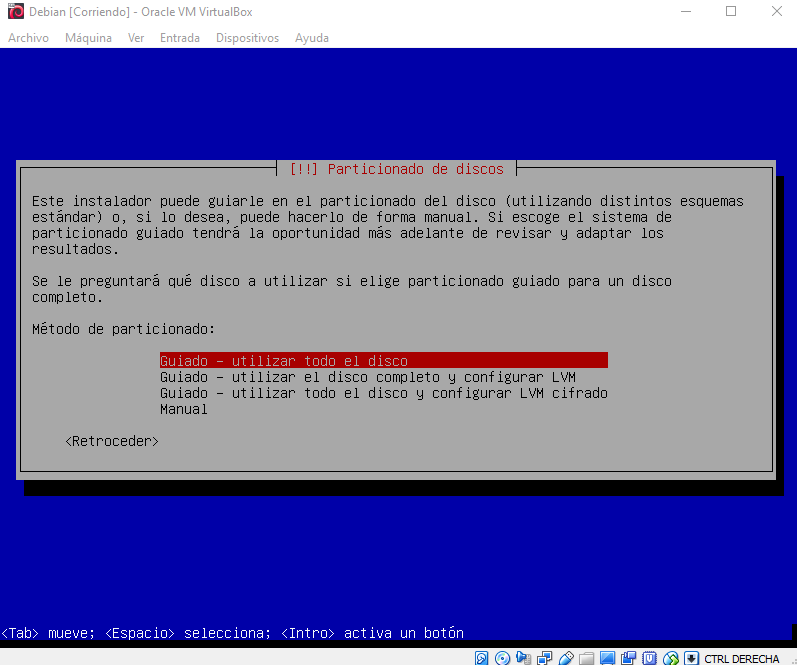 Debian [Corriendo] - Oracle VM VirtualBox
Archivo Máquina Ver Entrada Dispositivos Ayuda
[!!] Particionado de discos
Este instalador puede guiarle en el particionado del disco (utilizando distintos esquemas
estándar) o, si lo desea, puede hacerlo de forma manual. Si escoge el sistema de
particionado guiado tendrá la oportunidad más adelante de revisar y adaptar los
resultados.
Se le preguntará qué disco a utilizar si elige particionado guiado para un disco
completo.
Método de particionado:
Guiado - utilizar todo el disco
Guiado - utilizar el disco completo y configurar LVM
Guiado - utilizar todo el disco y configurar LVM cifrado
Manual
<Retroceder>
<Tab> mueve; <Espacio> selecciona; <Intro> activa un botón
CTRL DERECHA